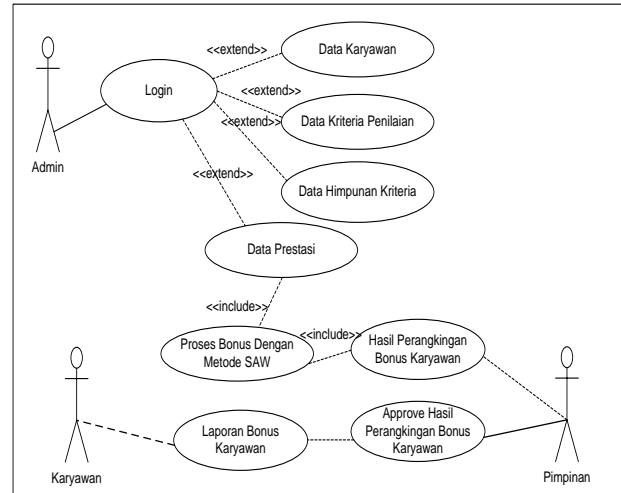 Data Karyawan
<<extend>>
Login
<<extend>>
Data Kriteria Penilaian
<<extend>>
Admin
<<extend>>
Data Himpunan Kriteria
Data Prestasi
<<include>>
<<include>>
Proses Bonus Dengan
Metode SAW
Hasil Perangkingan
Bonus Karyawan
Laporan Bonus
Karyawan
Approve Hasil
Perangkingan Bonus
Karyawan
Karyawan
Pimpinan